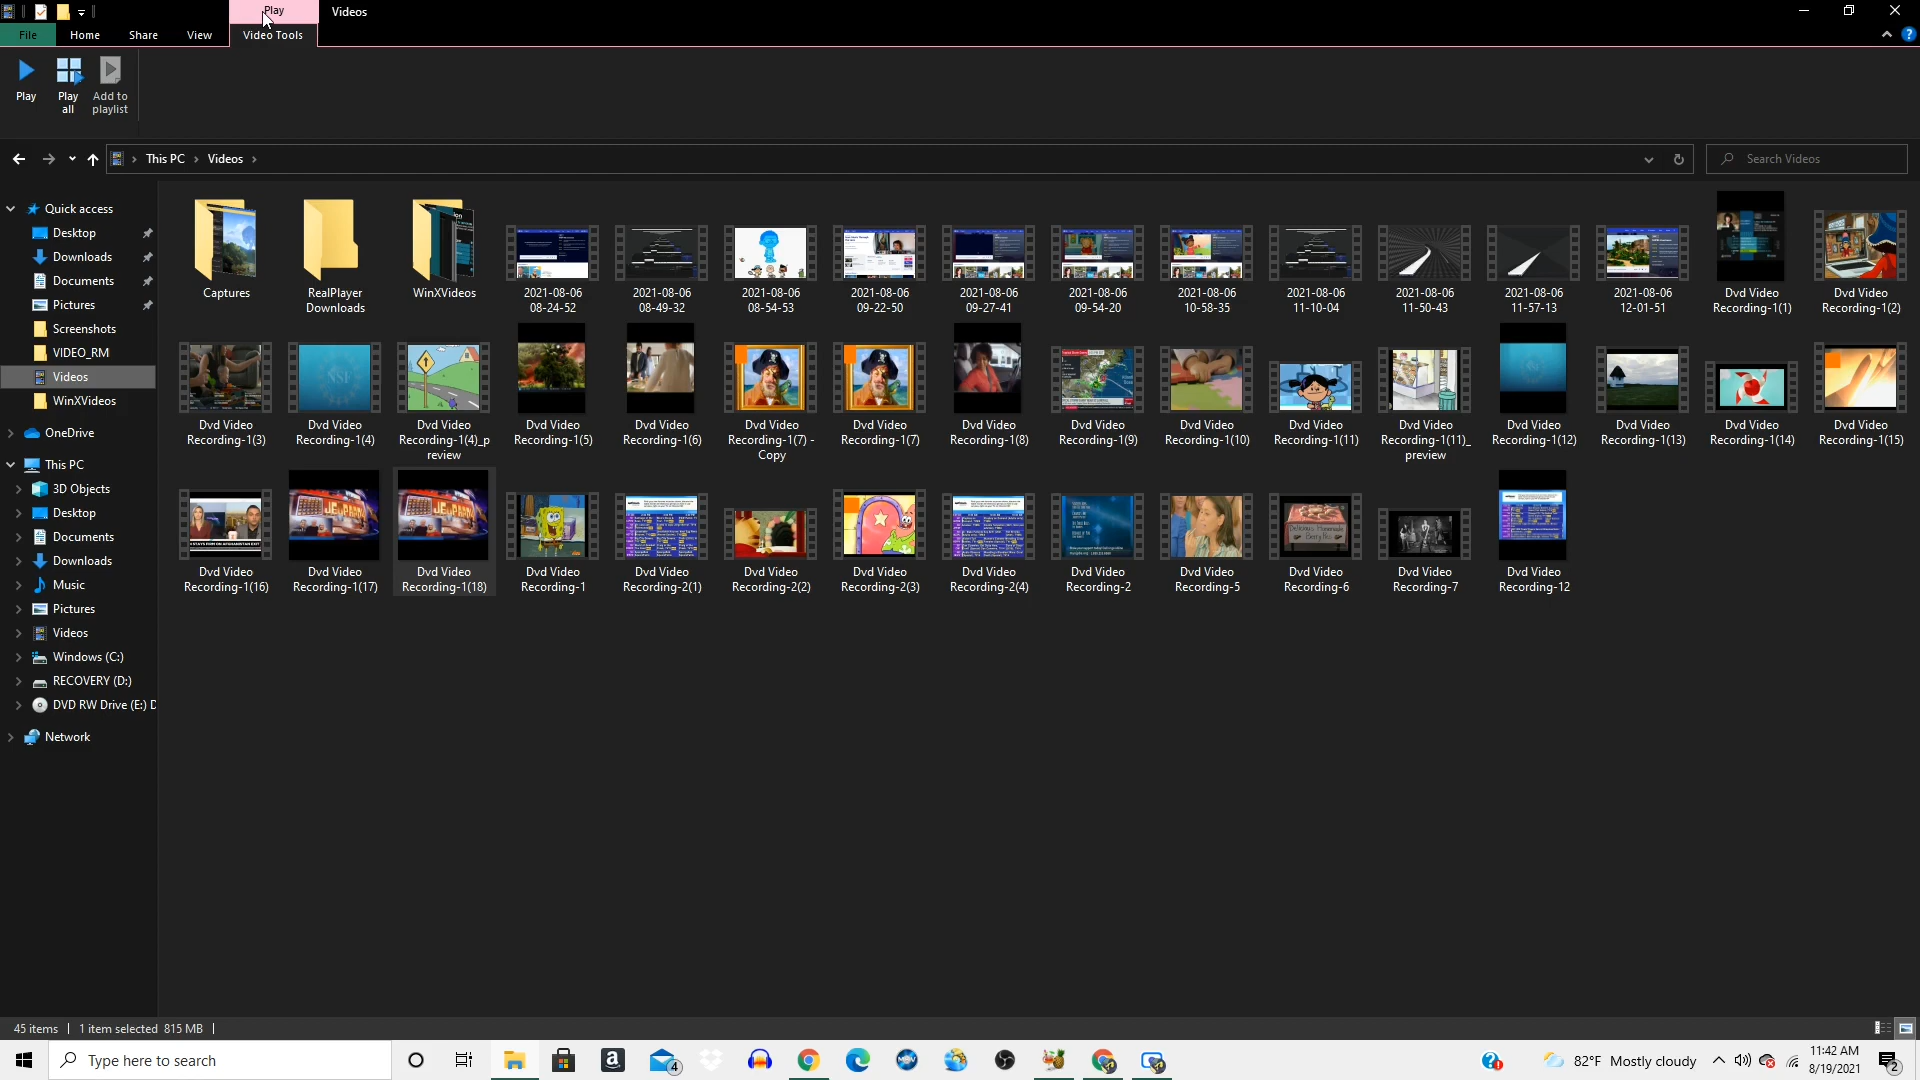 Play
Videos
File
Home
Share
View
Video Tools
Play
Play
all
Add to
playlist
This PC
Videos
Search Videos
Quick access
Desktop
Downloads
Documents
Pictures
Screenshots
VIDEO_RM
Videos
WinXVideos
OneDrive
This PC
3D Objects
Desktop
Documents
Downloads
Music
Pictures
Videos
Windows (C:)
RECOVERY (D:)
DVD RW Drive (E:) D
Network
Captures
RealPlayer
Downloads
WinXVideos
2021-08-06
08-24-52
2021-08-06
08-49-32
2021-08-06
08-54-53
2021-08-06
09-22-50
2021-08-06
09-27-41
2021-08-06
09-54-20
2021-08-06
10-58-35
2021-08-06
11-10-04
2021-08-06
11-50-43
2021-08-06
11-57-13
2021-08-06
12-01-51
Dvd Video
Recording-1(1)
Dvd Video
Recording-1(2)
Dvd Video
Recording-1(3)
Dvd Video
Recording-1(4)
Dvd Video
Recording-1(4)_p
review
Dvd Video
Recording-1(5)
Dvd Video
Recording-1(6)
Dvd Video
Recording-1(7) -
Copy
Dvd Video
Recording-1(7)
Dvd Video
Recording-1(8)
Dvd Video
Recording-1(9)
Dvd Video
Recording-1(10)
Dvd Video
Recording-1(11)
Dvd Video
Recording-1(11)_
preview
Dvd Video
Recording-1(12)
Dvd Video
Recording-1(13)
Dvd Video
Recording-1(14)
Dvd Video
Recording-1(15)
JEOPARDY
JEOPARDY
Dvd Video
Recording-1(16)
Dvd Video
Recording-1(17)
Dvd Video
Recording-1(18)
Dvd Video
Recording-1
Dvd Video
Recording-2(1)
Dvd Video
Recording-2(2)
Dvd Video
Recording-2(3)
Dvd Video
Recording-2(4)
Dvd Video
Recording-2
Dvd Video
Recording-5
Dvd Video
Recording-6
Dvd Video
Recording-7
Dvd Video
Recording-12
45 items
1 item selected 815 MB
Type here to search
4
82°F Mostly cloudy
11:42 AM
8/19/2021
2